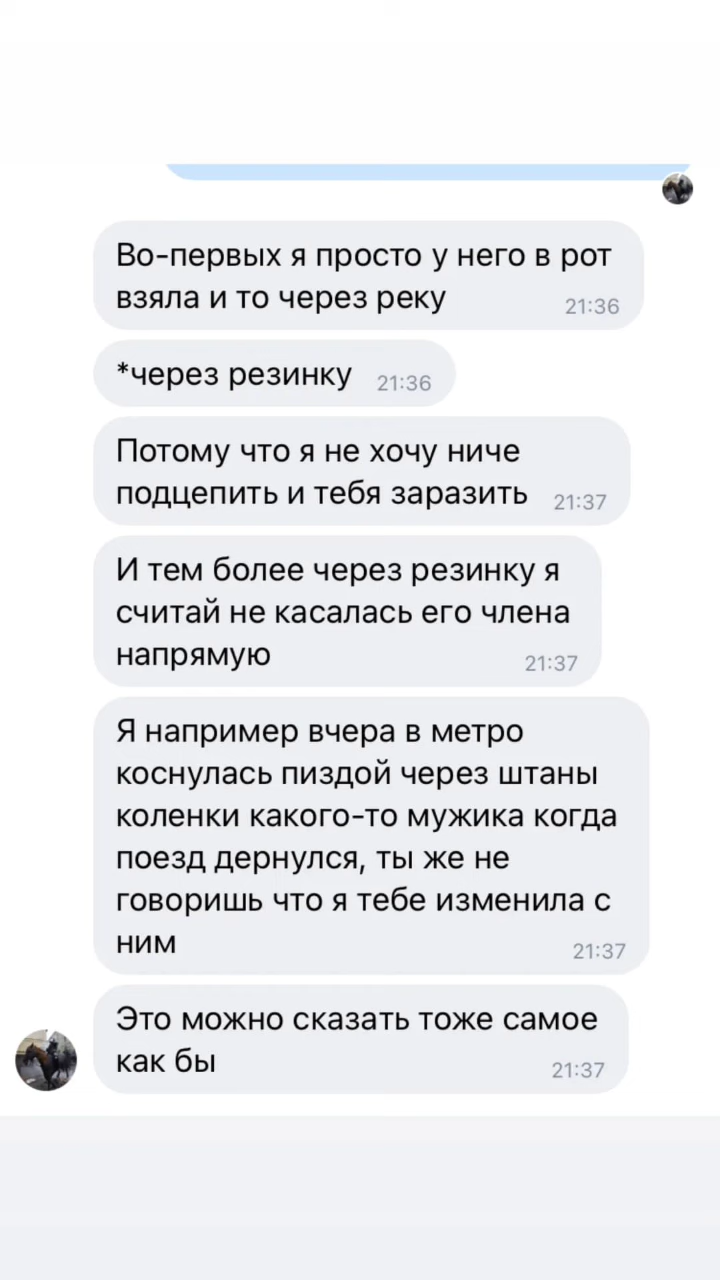 Во-первых я просто у него в рот
взяла и то через реку
21:36
*через резинку
21:36
Потому что я не хочу ниче
подцепить и тебя заразить
21:37
И тем более через резинку я
считай не касалась его члена
напрямую
21:37
Я например вчера в метро
коснулась пиздой через штаны
коленки какого-то мужика когда
поезд дернулся, ты же не
говоришь что я тебе изменила с
ним
21:37
Это можно сказать тоже самое
как бы
21:37